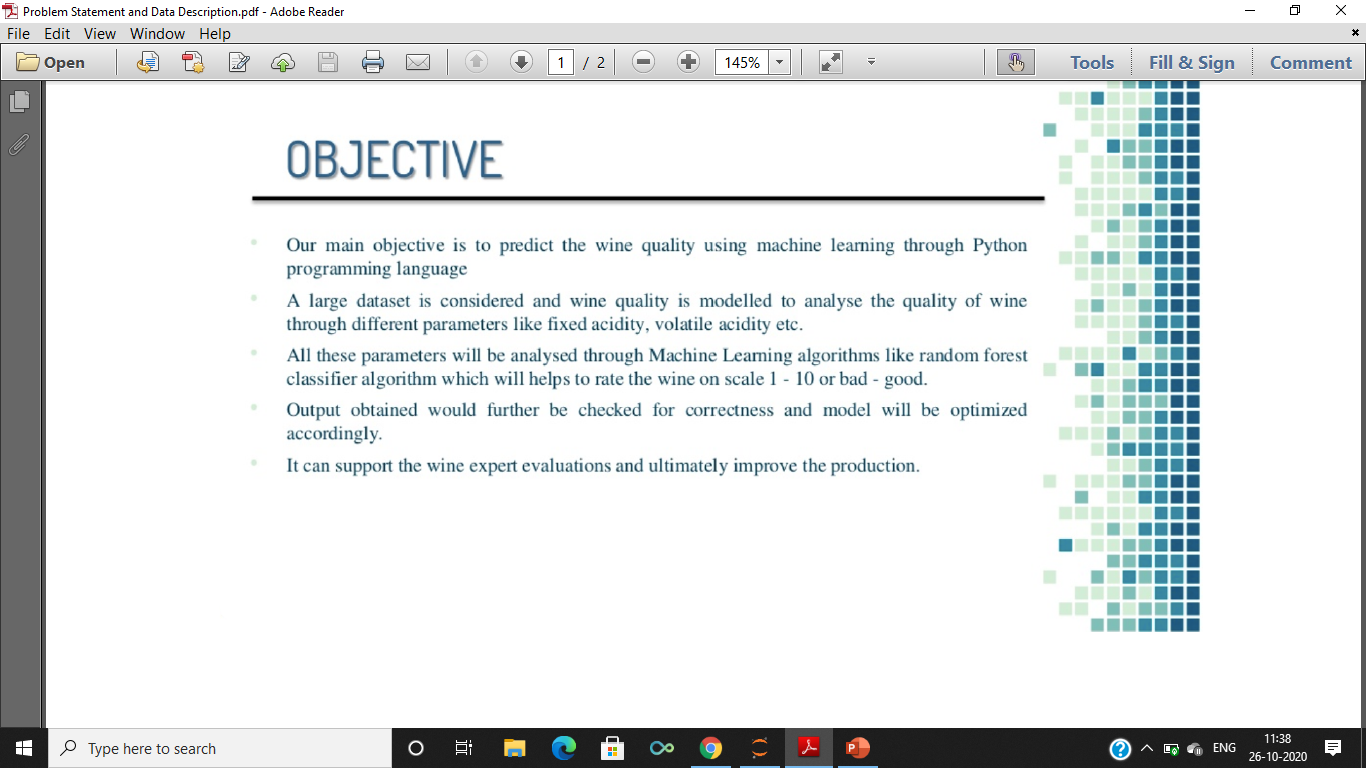 Problem Statement and Data Description.pdf - Adobe Reader
File Edit View Window Help
Open 1 / 2 145% Tools Fill & Sign Comment
OBJECTIVE
Our main objective is to predict the wine quality using machine learning through Python
programming language
A large dataset is considered and wine quality is modelled to analyse the quality of wine
through different parameters like fixed acidity, volatile acidity etc.
All these parameters will be analysed through Machine Learning algorithms like random forest
classifier algorithm which will helps to rate the wine on scale 1 - 10 or bad - good.
Output obtained would further be checked for correctness and model will be optimized
accordingly.
It can support the wine expert evaluations and ultimately improve the production.
Type here to search
ENG
11:38
26-10-2020